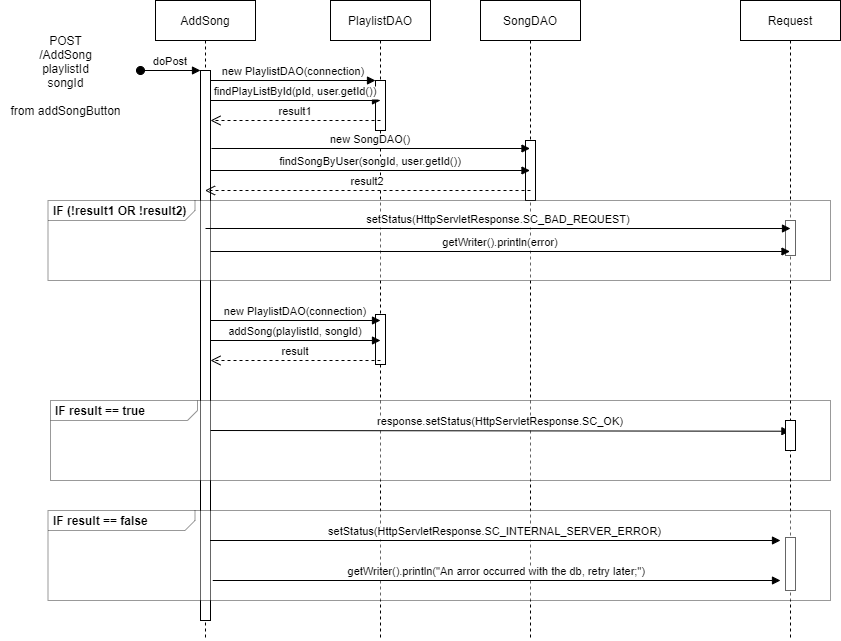 AddSong
PlaylistDAO
SongDAO
Request
POST
/AddSong
playlistId
songId
from addSongButton
doPost
new PlaylistDAO(connection)
findPlayListById(pId, user.getId())
result1
new SongDAO()
findSongByUser(songId, user.getId())
result2
IF (!result1 OR !result2)
setStatus(HttpServletResponse.SC_BAD_REQUEST)
getWriter().println(error)
new PlaylistDAO(connection)
addSong(playlistId, songId)
result
IF result == true
response.setStatus(HttpServletResponse.SC_OK)
IF result == false
setStatus(HttpServletResponse.SC_INTERNAL_SERVER_ERROR)
getWriter().println("An arror occurred with the db, retry later;")